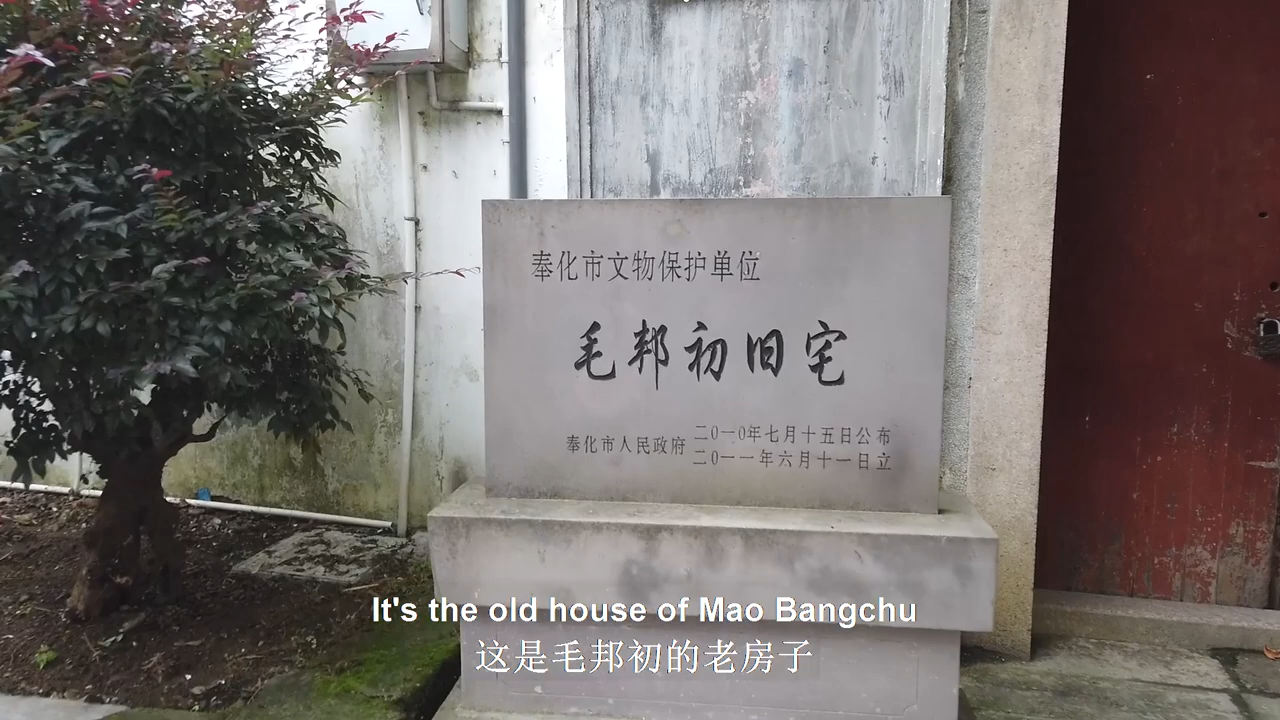 奉化市文物保护单位
毛邦初旧宅
奉化市人民政府
二0一0年七月十五日公布
二0一一年六月十一日立
It's the old house of Mao Bangchu
这是毛邦初的老房子